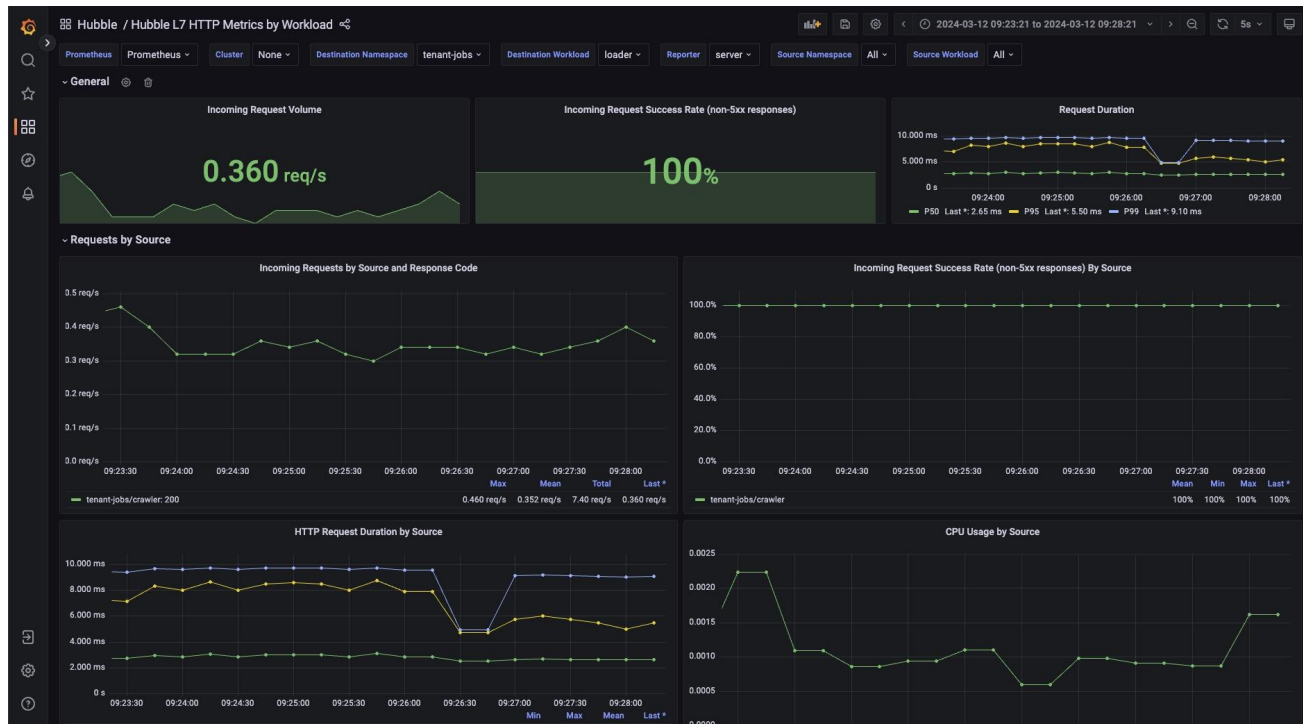 Hubble / Hubble L7 HTTP Metrics by Workload
2024-03-12 09:23:21 to 2024-03-12 09:28:21
5s
Prometheus Prometheus Cluster None Destination Namespace tenant-jobs Destination Workload loader Reporter server Source Namespace All Source Workload All
General
Incoming Request Volume
0.360 req/s
Incoming Request Success Rate (non-5xx responses)
100%
Request Duration
10.000 ms
5.000 ms
0 s
09:24:00 09:25:00 09:26:00 09:27:00 09:28:00
P50 Last *: 2.65 ms P95 Last *: 5.50 ms P99 Last *: 9.10 ms
Requests by Source
Incoming Requests by Source and Response Code
0.5 req/s
0.4 req/s
0.3 req/s
0.2 req/s
0.1 req/s
0.0 req/s
09:23:30 09:24:00 09:24:30 09:25:00 09:25:30 09:26:00 09:26:30 09:27:00 09:27:30 09:28:00
Max Mean Total Last *
tenant-jobs/crawler: 200 0.460 req/s 0.352 req/s 7.40 req/s 0.360 req/s
Incoming Request Success Rate (non-5xx responses) By Source
100.0%
80.0%
60.0%
40.0%
20.0%
0.0%
09:23:30 09:24:00 09:24:30 09:25:00 09:25:30 09:26:00 09:26:30 09:27:00 09:27:30 09:28:00
Mean Min Max Last *
tenant-jobs/crawler 100% 100% 100% 100%
HTTP Request Duration by Source
10.000 ms
8.000 ms
6.000 ms
4.000 ms
2.000 ms
0 s
09:23:30 09:24:00 09:24:30 09:25:00 09:25:30 09:26:00 09:26:30 09:27:00 09:27:30 09:28:00
Min Max Mean Last *
CPU Usage by Source
0.0025
0.0020
0.0015
0.0010
0.0005
0.0000